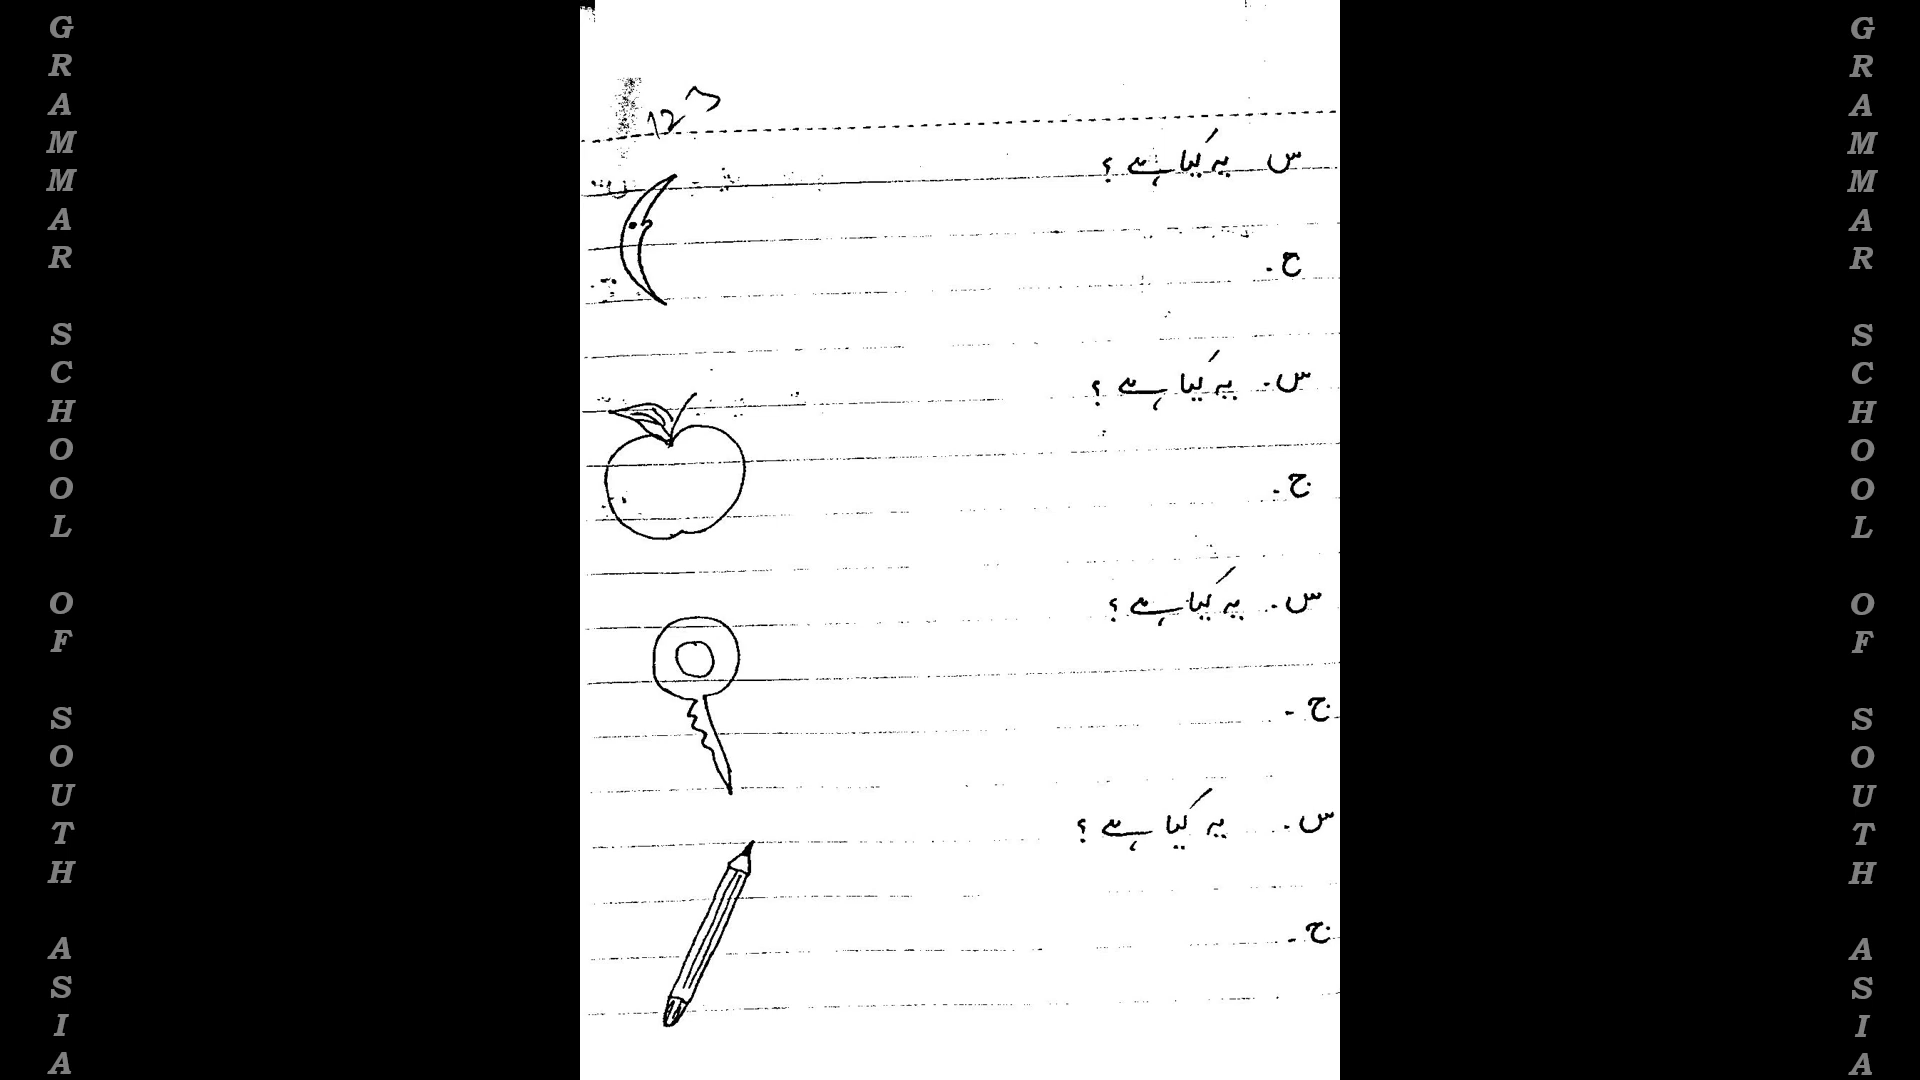 GRAMMAR SCHOOL OF SOUTH ASIA
س یہ کیا ہے ؟
ج ۔
س ۔ یہ کیا ہے ؟
ج ۔
س ۔ یہ کیا ہے ؟
ج ۔
س ۔ یہ کیا ہے ؟
ج ۔
GRAMMAR SCHOOL OF SOUTH ASIA